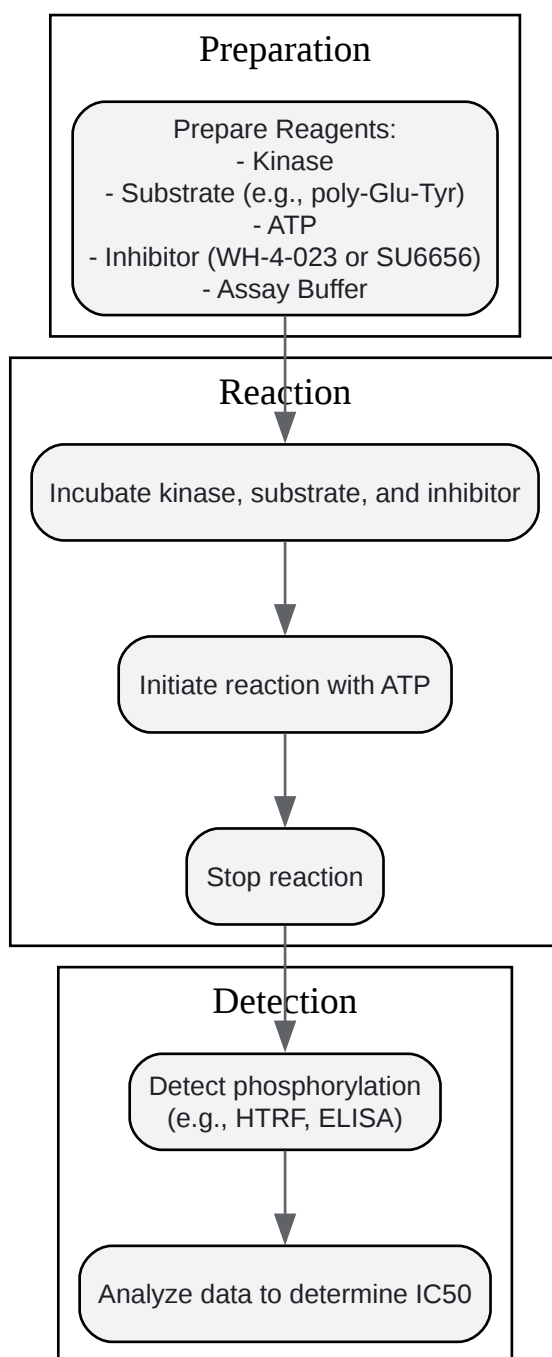 Preparation
Prepare Reagents:
- Kinase
- Substrate (e.g., poly-Glu-Tyr)
- ATP
- Inhibitor (WH-4-023 or SU6656)
- Assay Buffer
Reaction
Incubate kinase, substrate, and inhibitor
Initiate reaction with ATP
Stop reaction
Detection
Detect phosphorylation
(e.g., HTRF, ELISA)
Analyze data to determine IC50